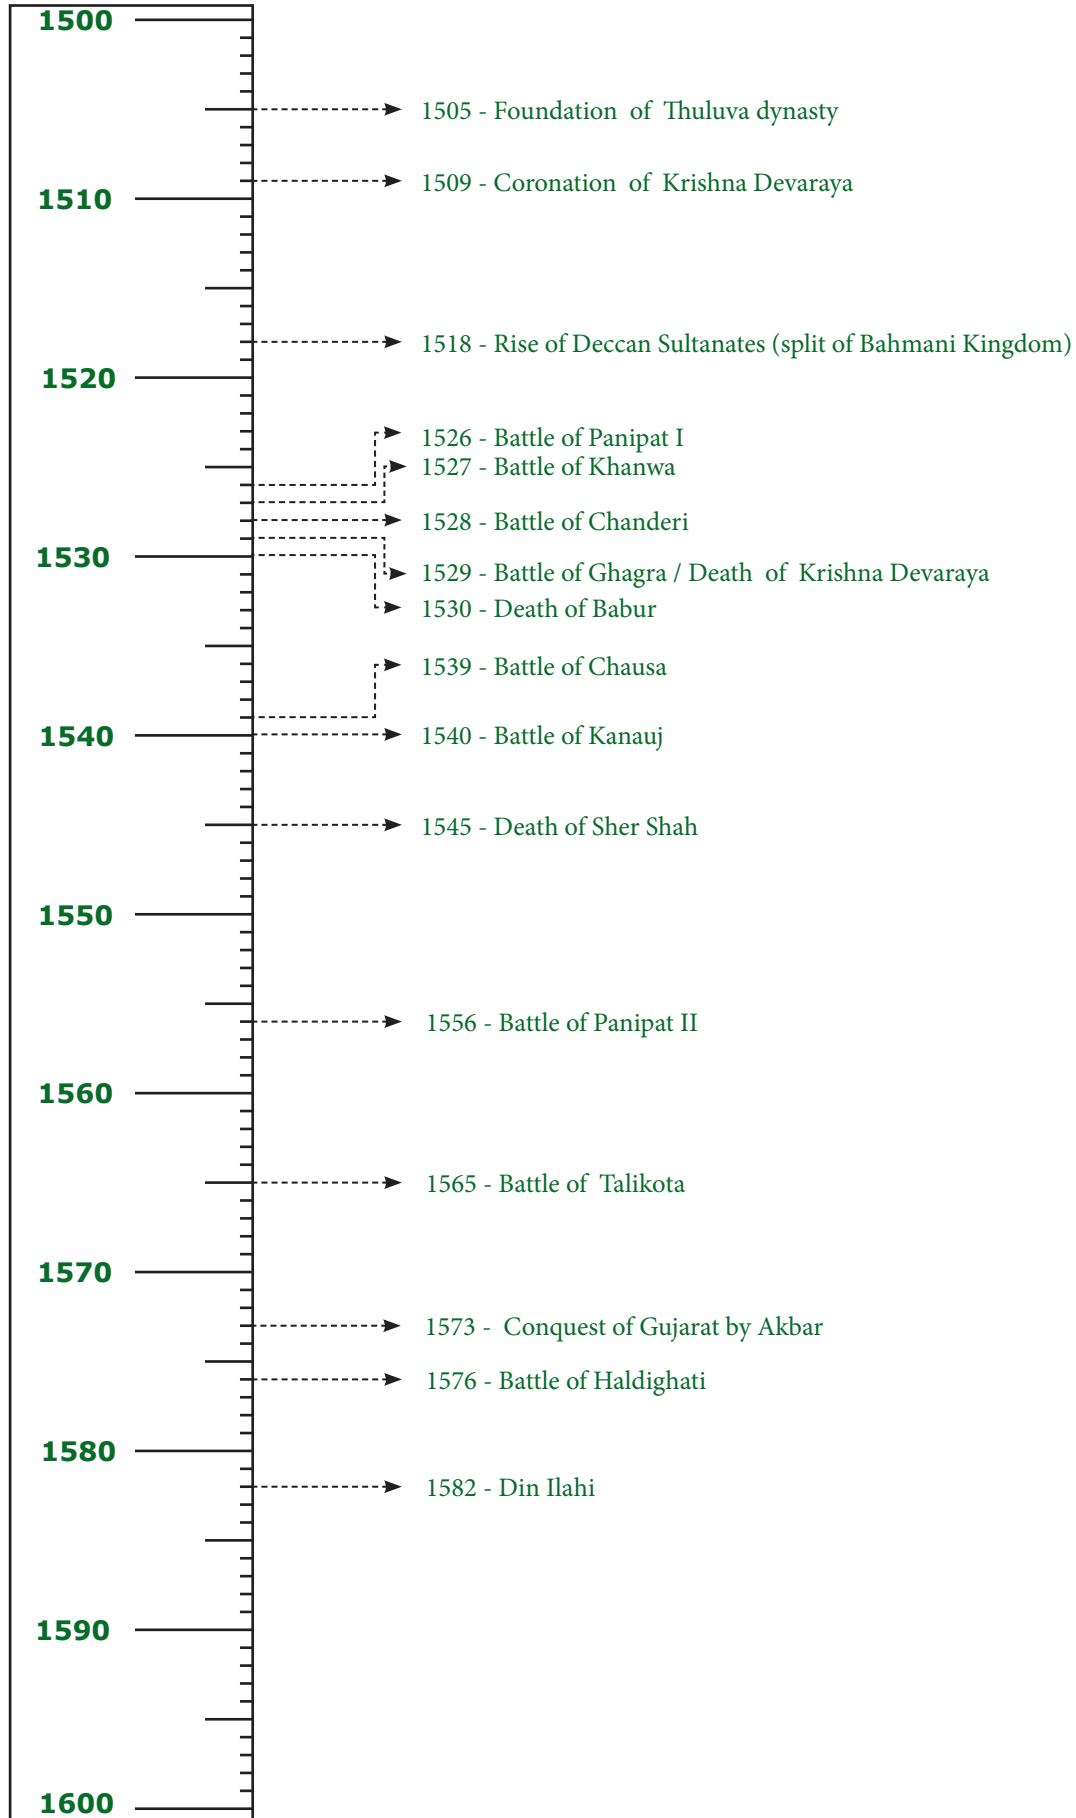 1500
1505 - Foundation of Thuluva dynasty
1509 - Coronation of Krishna Devaraya
1510
1518 - Rise of Deccan Sultanates (split of Bahmani Kingdom)
1520
1526 - Battle of Panipat I
1527 - Battle of Khanwa
1528 - Battle of Chanderi
1530
1529 - Battle of Ghagra / Death of Krishna Devaraya
1530 - Death of Babur
1539 - Battle of Chausa
1540
1540 - Battle of Kanauj
1545 - Death of Sher Shah
1550
1556 - Battle of Panipat II
1560
1565 - Battle of Talikota
1570
1573 - Conquest of Gujarat by Akbar
1576 - Battle of Haldighati
1580
1582 - Din Ilahi
1590
1600